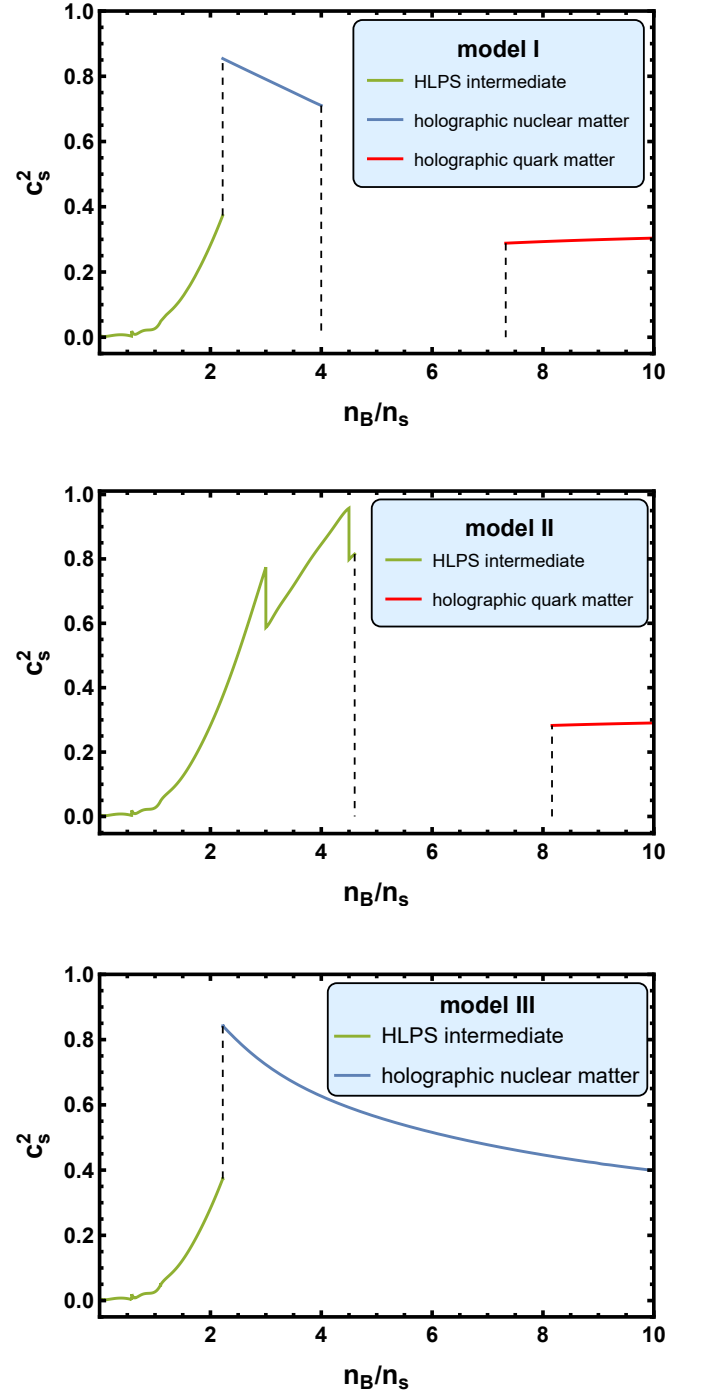 model I
HLPS intermediate
holographic nuclear matter
holographic quark matter
c_s^2
1.0
0.8
0.6
0.4
0.2
0.0
2 4 6 8 10
n_B/n_s
model II
HLPS intermediate
holographic quark matter
c_s^2
1.0
0.8
0.6
0.4
0.2
0.0
2 4 6 8 10
n_B/n_s
model III
HLPS intermediate
holographic nuclear matter
c_s^2
1.0
0.8
0.6
0.4
0.2
0.0
2 4 6 8 10
n_B/n_s